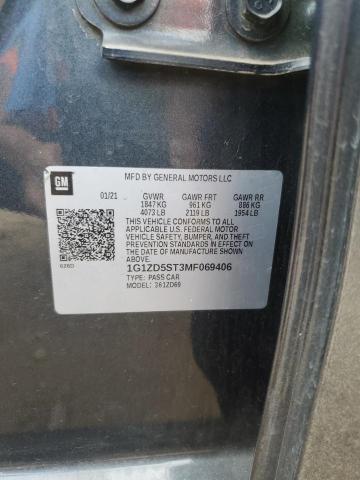 MFD BY GENERAL MOTORS LLC
GM
01/21 GVWR GAWR FRT GAWR RR
1847 KG 961 KG 886 KG
4073 LB 2119 LB 1954 LB
THIS VEHICLE CONFORMS TO ALL
APPLICABLE U.S. FEDERAL MOTOR
VEHICLE SAFETY, BUMPER, AND THEFT
PREVENTION STANDARDS IN EFFECT ON
THE DATE OF MANUFACTURE SHOWN ABOVE.
1G1ZD5ST3MF069406
TYPE: PASS CAR
MODEL: 361ZD69